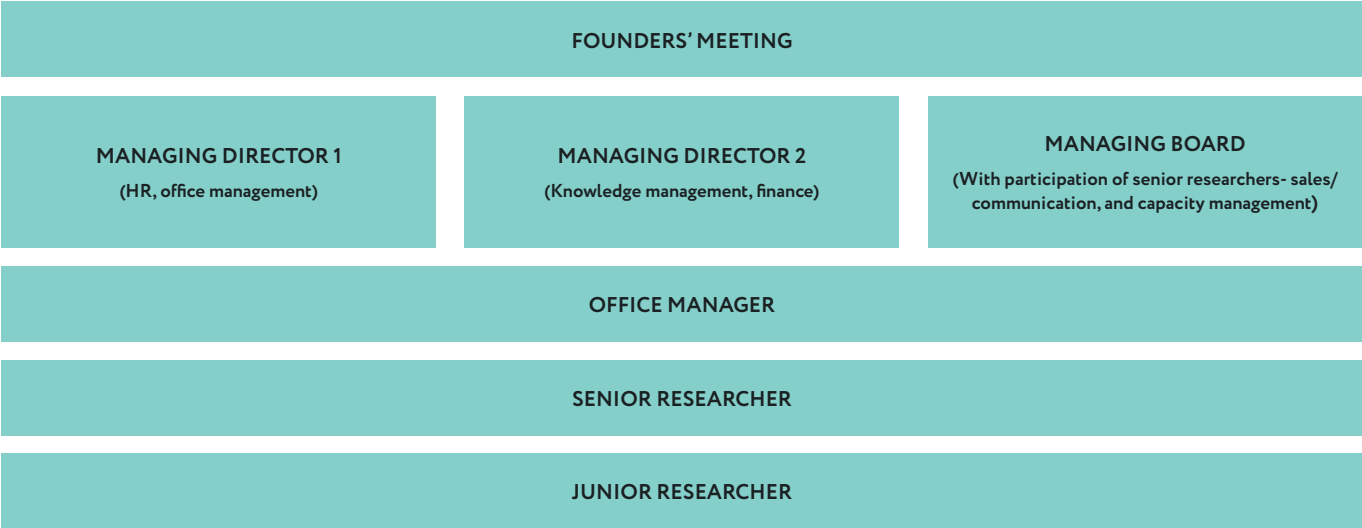 FOUNDERS’ MEETING
MANAGING DIRECTOR 1
(HR, office management)
MANAGING DIRECTOR 2
(Knowledge management, finance)
MANAGING BOARD
(With participation of senior researchers- sales/
communication, and capacity management)
OFFICE MANAGER
SENIOR RESEARCHER
JUNIOR RESEARCHER